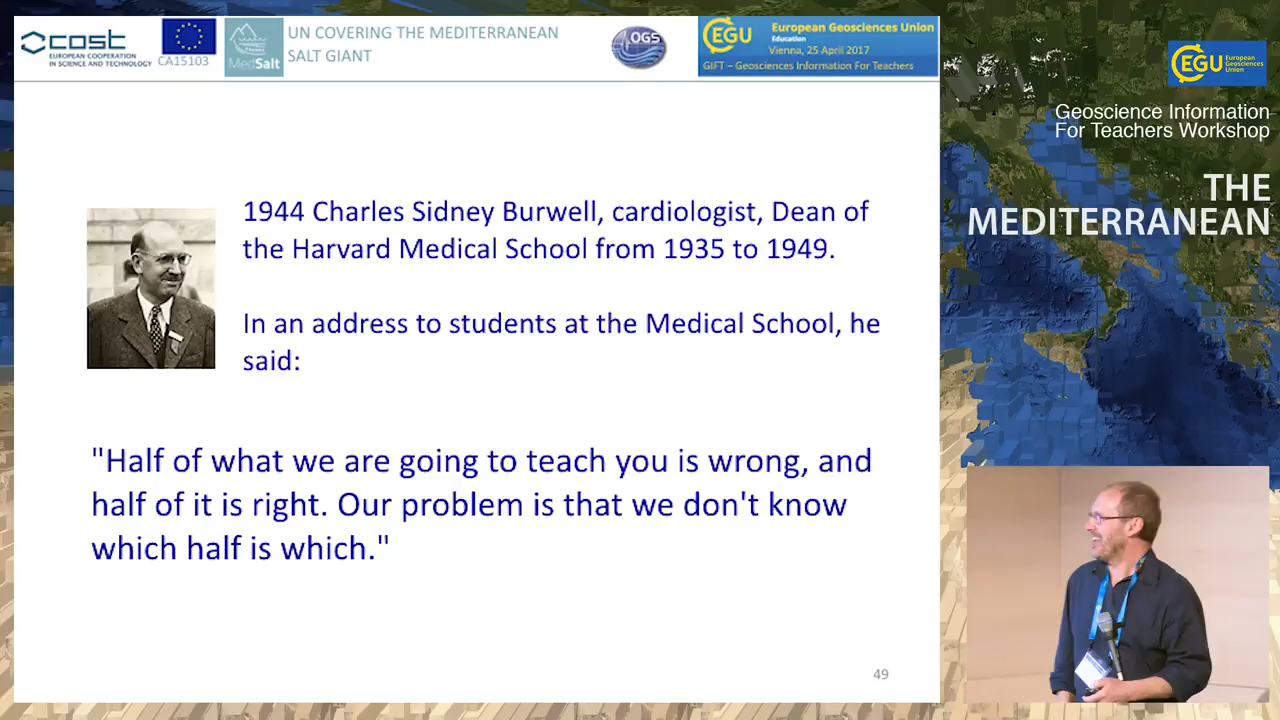 cost
EUROPEAN COOPERATION
IN SCIENCE AND TECHNOLOGY
CA15103
MedSalt
UN COVERING THE MEDITERRANEAN
SALT GIANT
OGS
EGU
European Geosciences Union
Education
Vienna, 25 April 2017
GIFT – Geosciences Information For Teachers
1944 Charles Sidney Burwell, cardiologist, Dean of
the Harvard Medical School from 1935 to 1949.
In an address to students at the Medical School, he
said:
"Half of what we are going to teach you is wrong, and
half of it is right. Our problem is that we don't know
which half is which."
49
EGU
European
Geosciences
Union
Geoscience Information
For Teachers Workshop
THE
MEDITERRANEAN